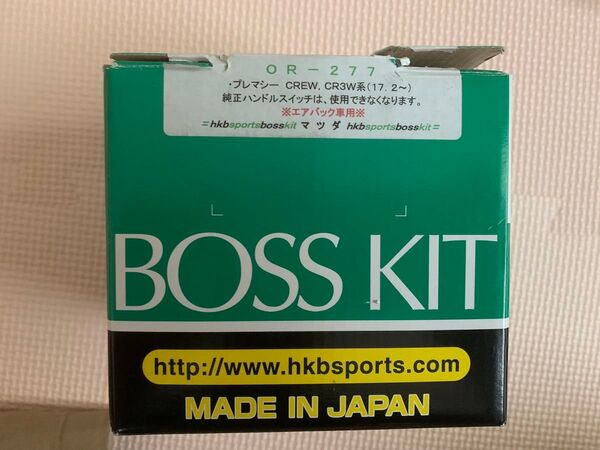 OR-277
・プレマシー CREW, CR3W系(17. 2~)
純正ハンドルスイッチは、使用できなくなります。
※エアバック車用※
=hkbsportsbosskit マツダ hkbsportsbosskit=
BOSS KIT
http://www.hkbsports.com
MADE IN JAPAN